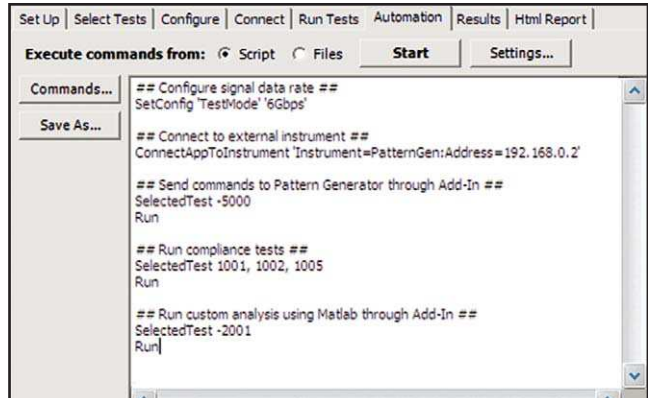 Set Up Select Tests Configure Connect Run Tests Automation Results Html Report
Execute commands from: Script Files Start Settings...
Commands...
Save As...
## Configure signal data rate ##
SetConfig 'TestMode' '6Gbps'
## Connect to external instrument ##
ConnectAppToInstrument 'Instrument=PatternGen:Address=192.168.0.2'
## Send commands to Pattern Generator through Add-In ##
SelectedTest -5000
Run
## Run compliance tests ##
SelectedTest 1001, 1002, 1005
Run
## Run custom analysis using Matlab through Add-In ##
SelectedTest -2001
Run